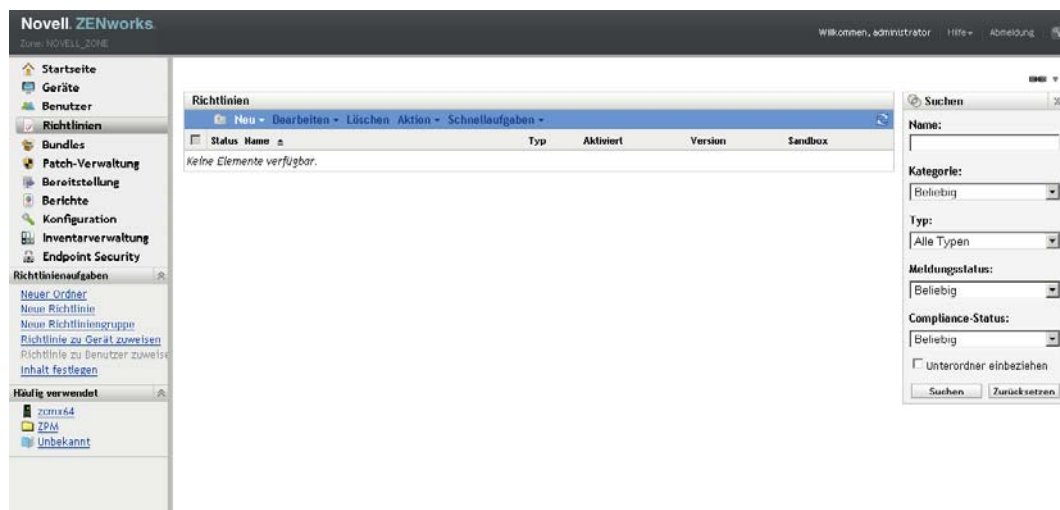 Novell ZENworks
Zone: NOVELL_ZONE
Willkommen, administrator Hilfe Abmeldung
Startseite
Geräte
Benutzer
Richtlinien
Bundles
Patch-Verwaltung
Bereitstellung
Berichte
Konfiguration
Inventarverwaltung
Endpoint Security
Richtlinienaufgaben
Neuer Ordner
Neue Richtlinie
Neue Richtliniengruppe
Richtlinie zu Gerät zuweisen
Richtlinie zu Benutzer zuweise
Inhalt festlegen
Häufig verwendet
zcmx64
ZPM
Unbekannt
Richtlinien
Neu Bearbeiten Löschen Aktion Schnellaufgaben
Status Name Typ Aktiviert Version Sandbox
Keine Elemente verfügbar.
Suchen
Name:
Kategorie:
Beliebig
Typ:
Alle Typen
Meldungsstatus:
Beliebig
Compliance-Status:
Beliebig
Unterordner einbeziehen
Suchen Zurücksetzen